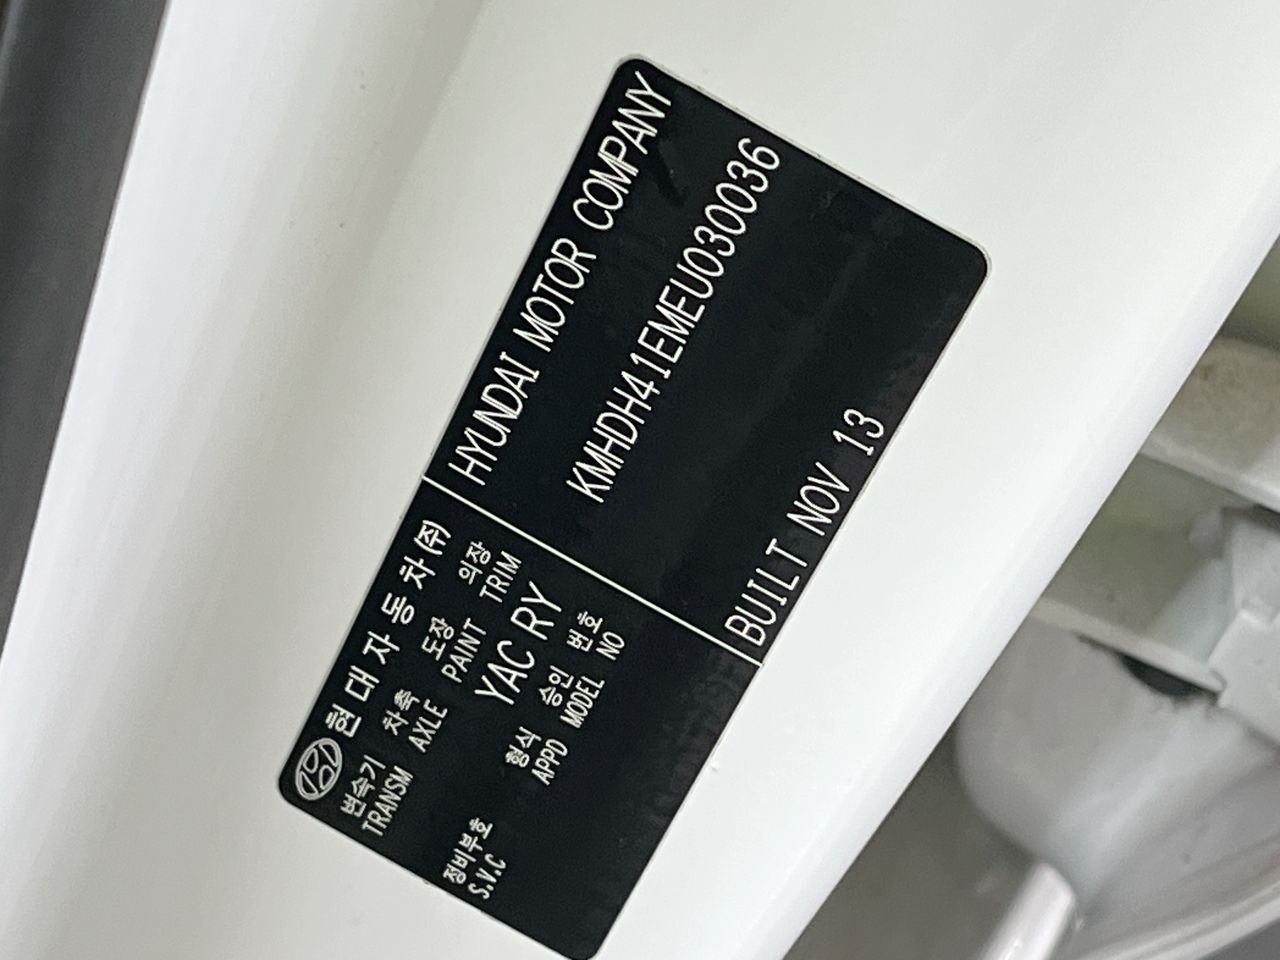 현대자동차(주)
변속기 차축 도장 의장
TRANSM AXLE PAINT TRIM
YAC RY
형식 승인 번호
APPD MODEL NO
정비부호
S.V.C
HYUNDAI MOTOR COMPANY
KMHDH41EMEU030036
BUILT NOV 13